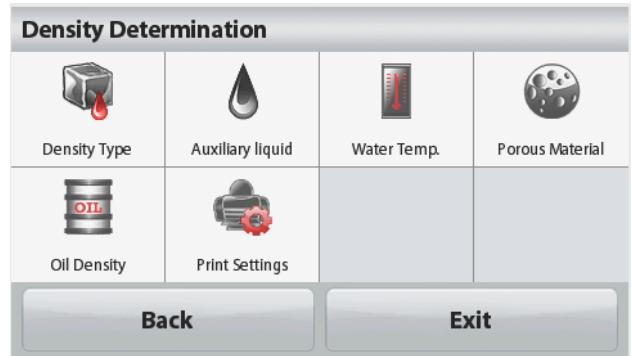 Density Determination
Density Type
Auxiliary liquid
Water Temp.
Porous Material
OIL
Oil Density
Print Settings
Back
Exit